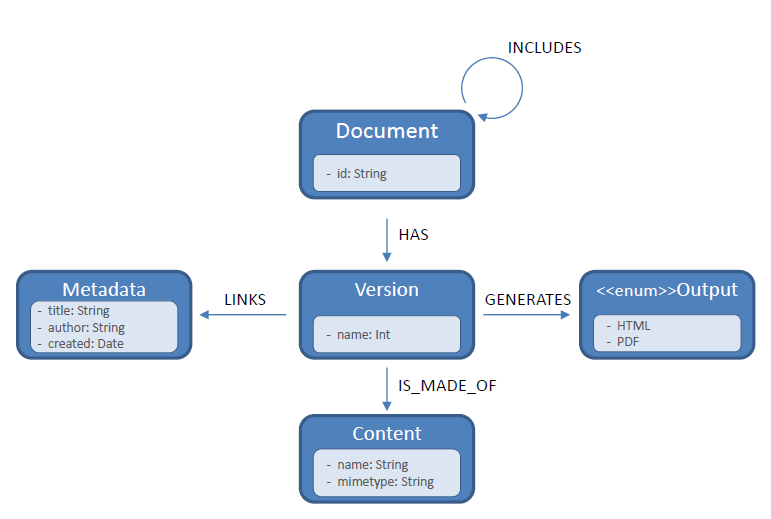 INCLUDES
Document
- id: String
HAS
Metadata
- title: String
- author: String
- created: Date
LINKS
Version
- name: Int
GENERATES
<<enum>>Output
- HTML
- PDF
IS_MADE_OF
Content
- name: String
- mimetype: String